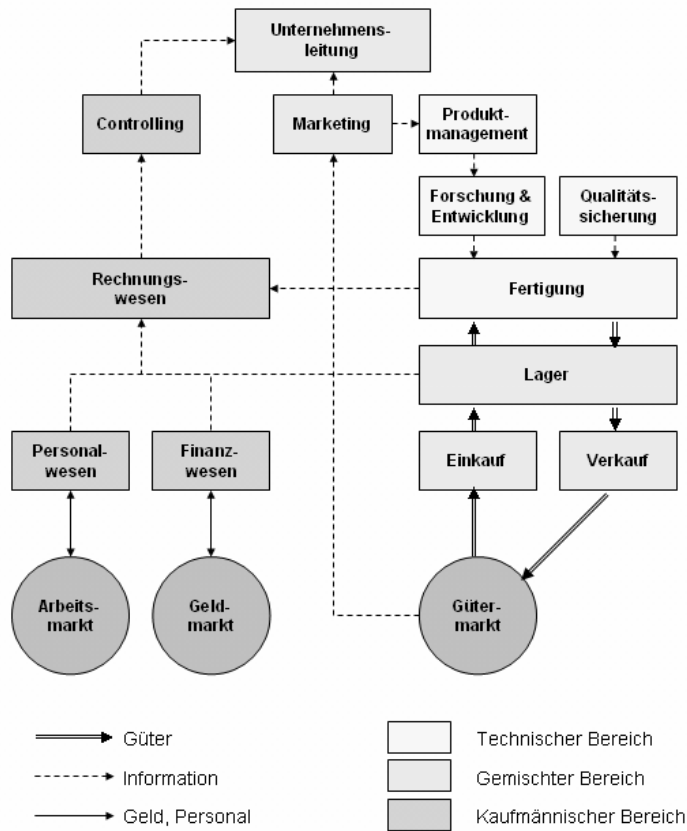 Unternehmens-
leitung
Controlling
Marketing
Produkt-
management
Forschung &
Entwicklung
Qualitäts-
sicherung
Rechnungs-
wesen
Fertigung
Lager
Personal-
wesen
Finanz-
wesen
Einkauf
Verkauf
Arbeits-
markt
Geld-
markt
Güter-
markt
Güter
Technischer Bereich
Information
Gemischter Bereich
Geld, Personal
Kaufmännischer Bereich